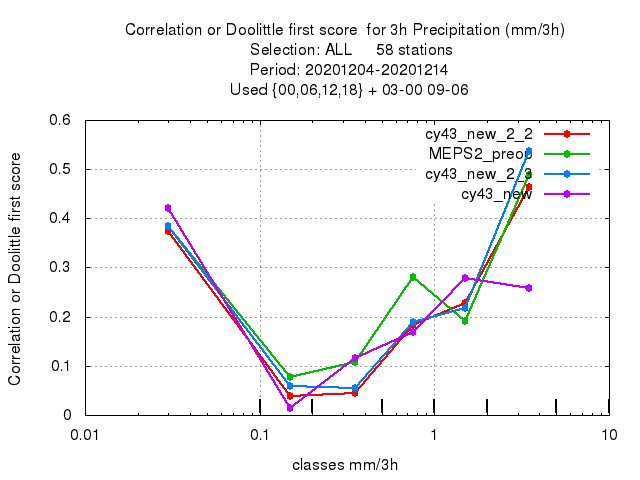 Correlation or Doolittle first score  for 3h Precipitation (mm/3h)
Selection: ALL     58 stations
Period: 20201204-20201214
Used {00,06,12,18} + 03-00 09-06
Correlation or Doolittle first score
0.6
0.5
0.4
0.3
0.2
0.1
0
cy43_new_2_2
MEPS2_preop
cy43_new_2_3
cy43_new
0.01 0.1 1 10
classes mm/3h